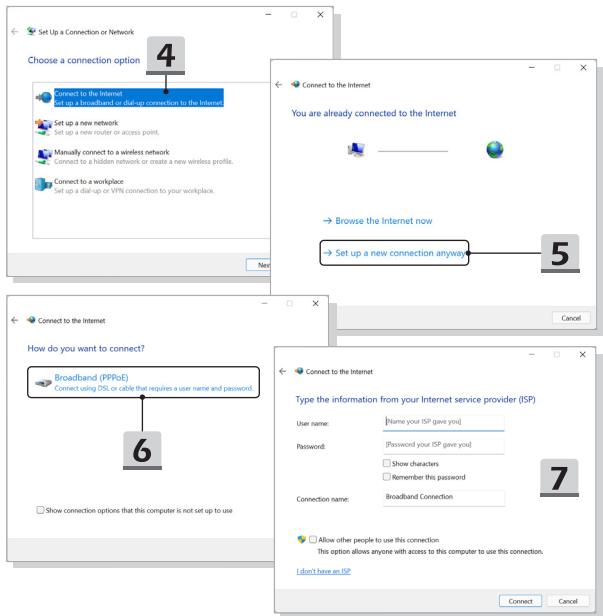 Set Up a Connection or Network
Choose a connection option
4
Connect to the Internet
Set up a broadband or dial-up connection to the Internet.
Set up a new network
Set up a new router or access point.
Manually connect to a wireless network
Connect to a hidden network or create a new wireless profile.
Connect to a workplace
Set up a dial-up or VPN connection to your workplace.
Nex
Connect to the Internet
You are already connected to the Internet
→ Browse the Internet now
→ Set up a new connection anyway
5
Cancel
Connect to the Internet
How do you want to connect?
Broadband (PPPoE)
Connect using DSL or cable that requires a user name and password.
6
Show connection options that this computer is not set up to use
Connect to the Internet
Type the information from your Internet service provider (ISP)
User name: [Name your ISP gave you]
Password: [Password your ISP gave you]
Show characters
Remember this password
7
Connection name: Broadband Connection
Allow other people to use this connection
This option allows anyone with access to this computer to use this connection.
I don't have an ISP
Connect Cancel